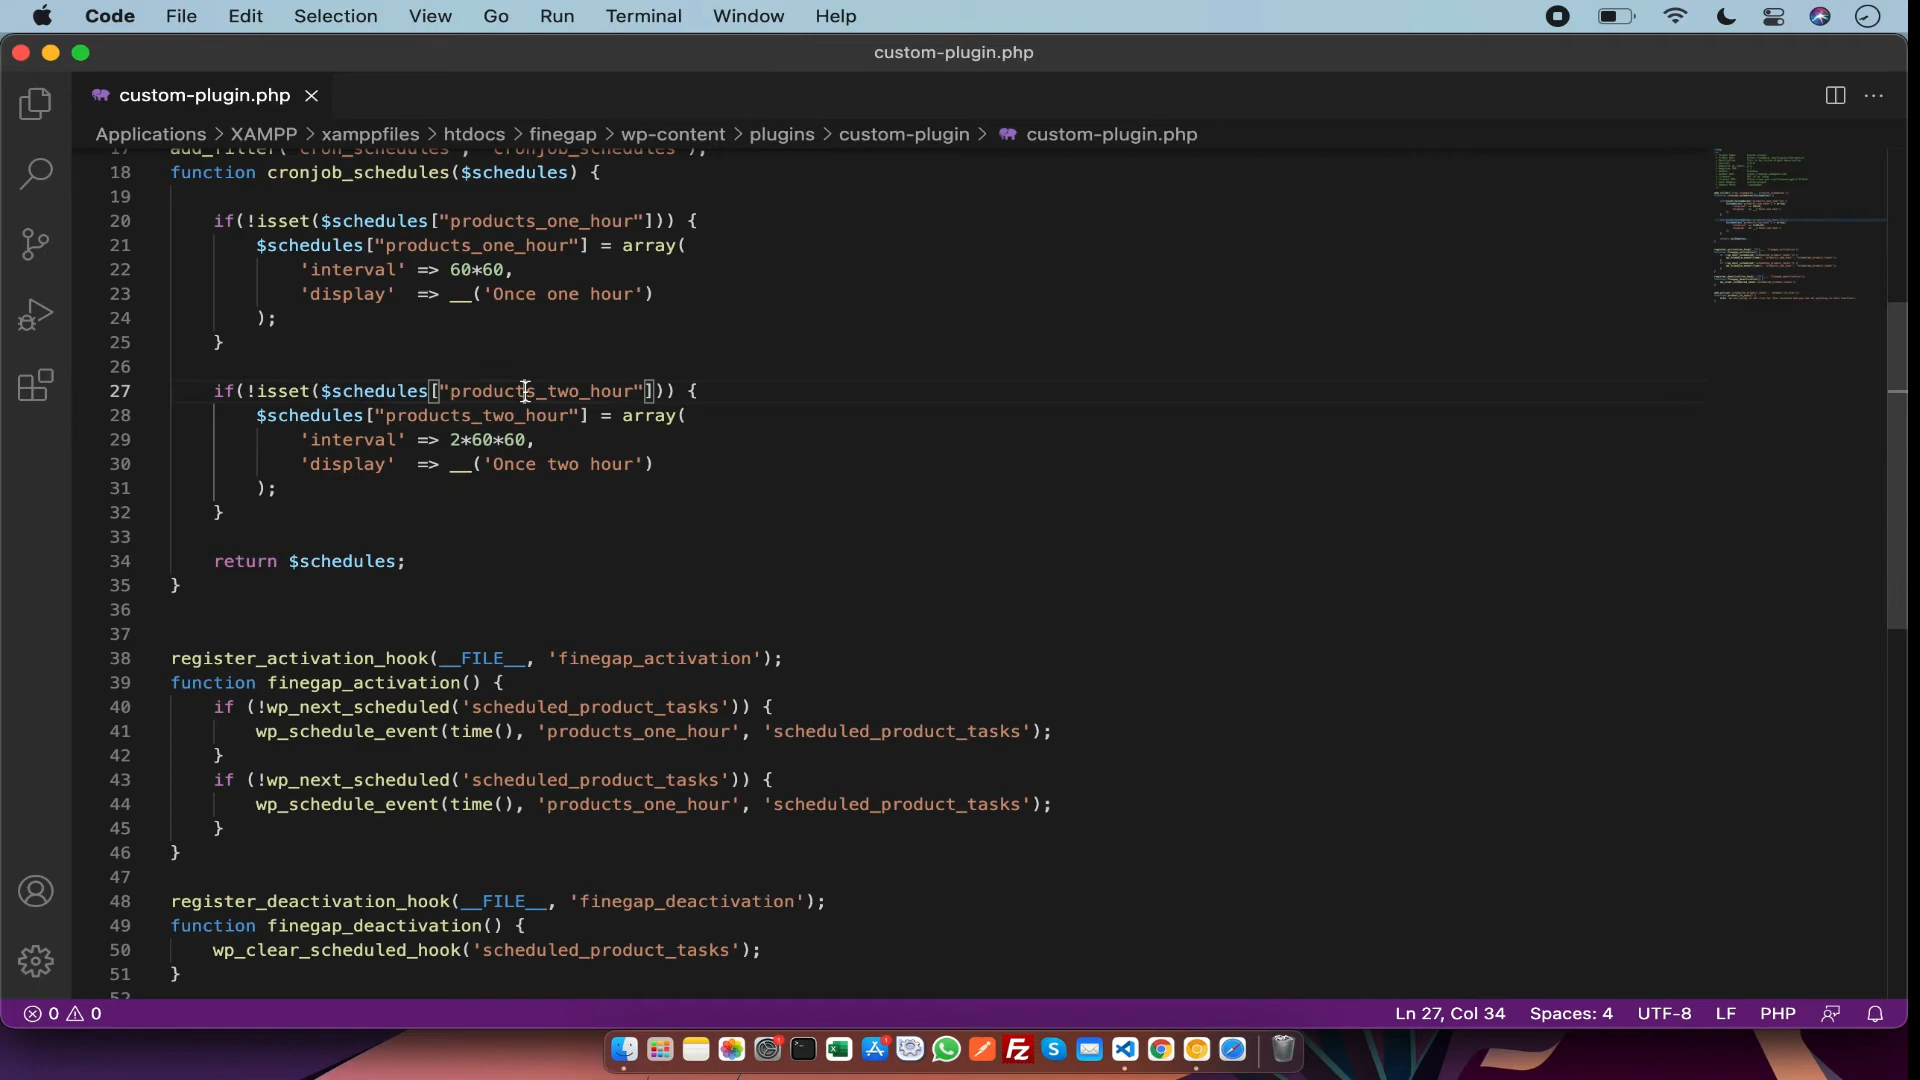 Code File Edit Selection View Go Run Terminal Window Help
custom-plugin.php
custom-plugin.php
Applications > XAMPP > xamppfiles > htdocs > finegap > wp-content > plugins > custom-plugin > custom-plugin.php
17 add_filter('cron_schedules', 'cronjob_schedules');
18 function cronjob_schedules($schedules) {
19
20 if(!isset($schedules["products_one_hour"])) {
21 $schedules["products_one_hour"] = array(
22 'interval' => 60*60,
23 'display' => __('Once one hour')
24 );
25 }
26
27 if(!isset($schedules["products_two_hour"])) {
28 $schedules["products_two_hour"] = array(
29 'interval' => 2*60*60,
30 'display' => __('Once two hour')
31 );
32 }
33
34 return $schedules;
35 }
36
37
38 register_activation_hook(__FILE__, 'finegap_activation');
39 function finegap_activation() {
40 if (!wp_next_scheduled('scheduled_product_tasks')) {
41 wp_schedule_event(time(), 'products_one_hour', 'scheduled_product_tasks');
42 }
43 if (!wp_next_scheduled('scheduled_product_tasks')) {
44 wp_schedule_event(time(), 'products_one_hour', 'scheduled_product_tasks');
45 }
46 }
47
48 register_deactivation_hook(__FILE__, 'finegap_deactivation');
49 function finegap_deactivation() {
50 wp_clear_scheduled_hook('scheduled_product_tasks');
51 }
52
0 0 Ln 27, Col 34 Spaces: 4 UTF-8 LF PHP